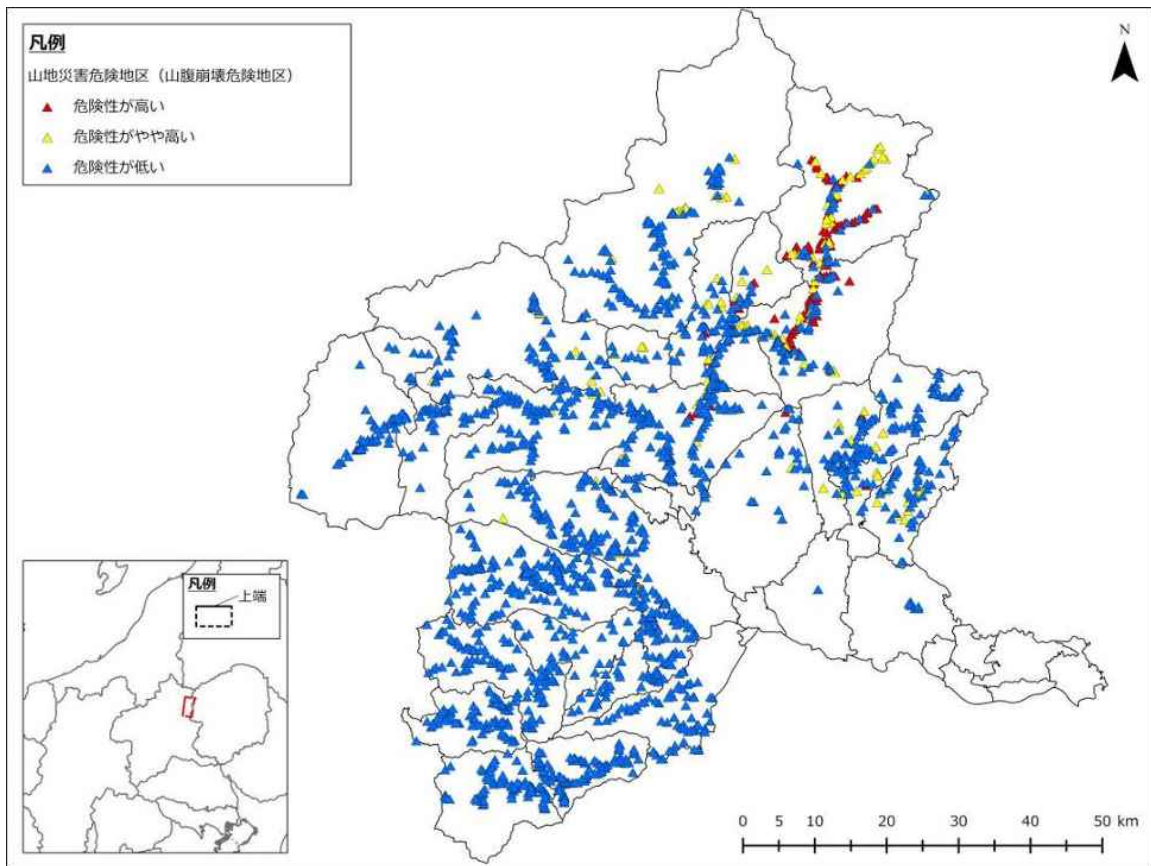 凡例
山地災害危険地区（山腹崩壊危険地区）
危険性が高い
危険性がやや高い
危険性が低い
N
凡例
上端
0 5 10 20 30 40 50 km